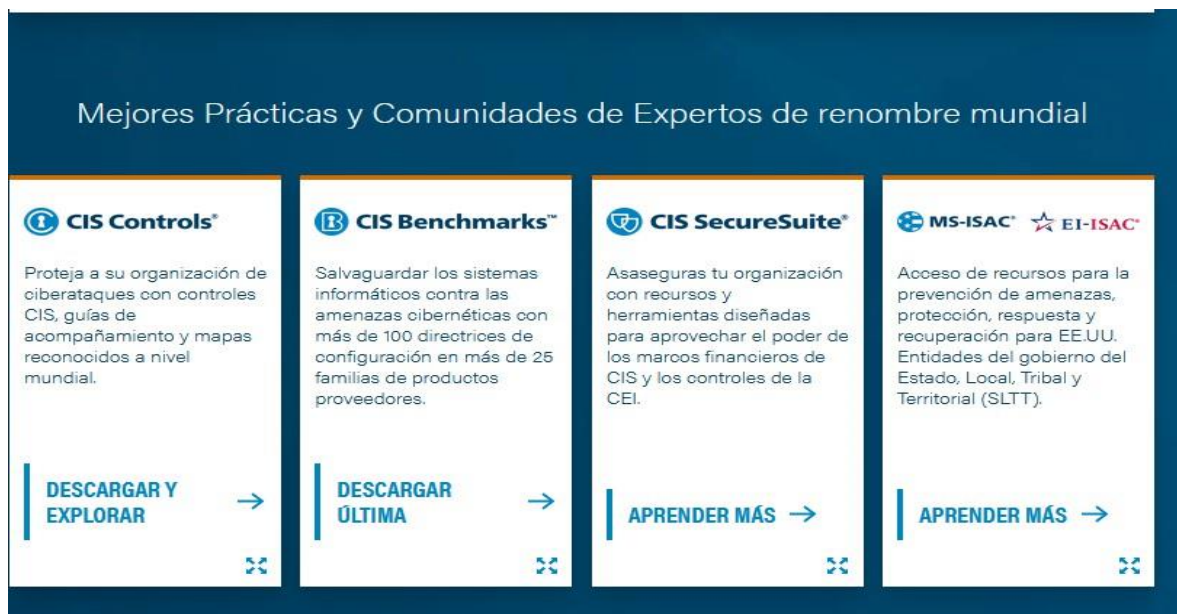 Mejores Prácticas y Comunidades de Expertos de renombre mundial
CIS Controls®
Proteja a su organización de
ciberataques con controles
CIS, guías de
acompañamiento y mapas
reconocidos a nivel
mundial.
DESCARGAR Y
EXPLORAR
CIS Benchmarks™
Salvaguardar los sistemas
informáticos contra las
amenazas cibernéticas con
más de 100 directrices de
configuración en más de 25
familias de productos
proveedores.
DESCARGAR
ÚLTIMA
CIS SecureSuite®
Asaseguras tu organización
con recursos y
herramientas diseñadas
para aprovechar el poder de
los marcos financieros de
CIS y los controles de la
CEI.
APRENDER MÁS
MS-ISAC® EI-ISAC®
Acceso de recursos para la
prevención de amenazas,
protección, respuesta y
recuperación para EE.UU.
Entidades del gobierno del
Estado, Local, Tribal y
Territorial (SLTT).
APRENDER MÁS